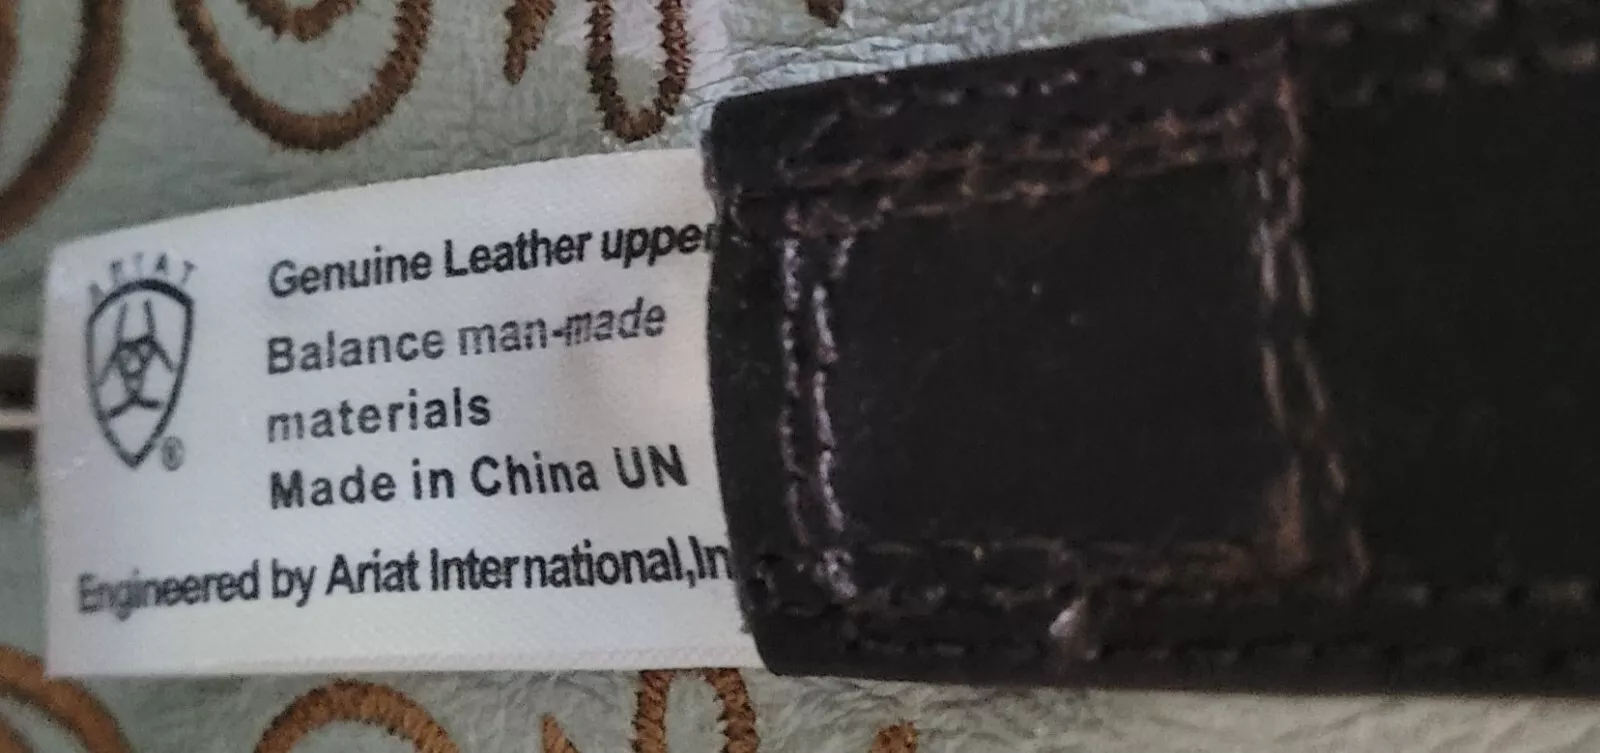 ARIAT
Genuine Leather upper
Balance man-made
materials
Made in China UN
®
Engineered by Ariat International,In